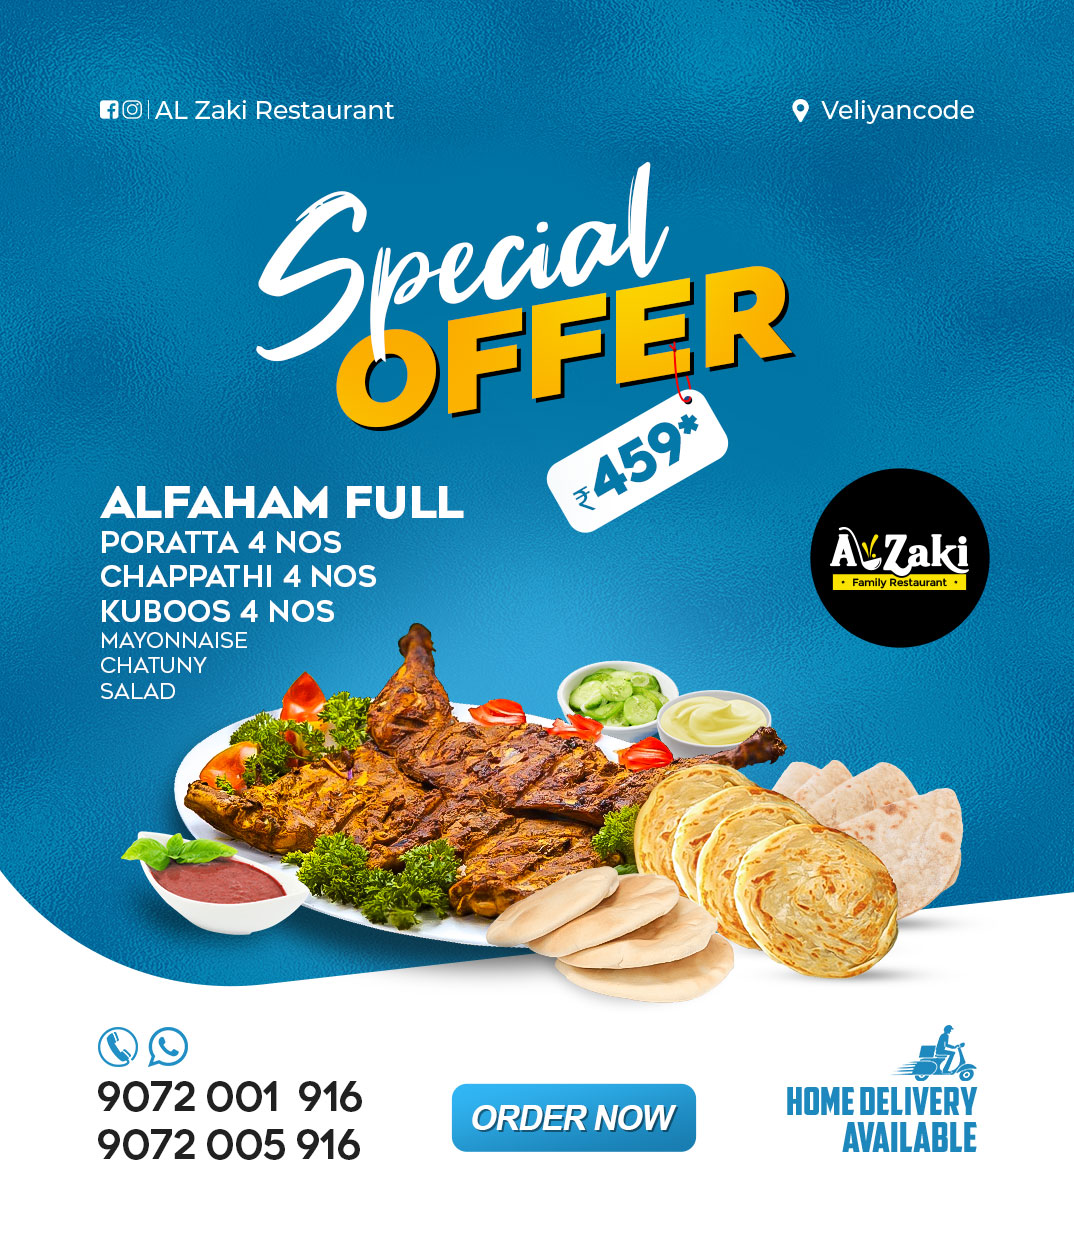 AL Zaki Restaurant
Veliyancode
Special
OFFER
₹459*
ALFAHAM FULL
PORATTA 4 NOS
CHAPPATHI 4 NOS
KUBOOS 4 NOS
MAYONNAISE
CHATUNY
SALAD
Al Zaki
• Family Restaurant •
9072 001 916
9072 005 916
ORDER NOW
HOME DELIVERY
AVAILABLE